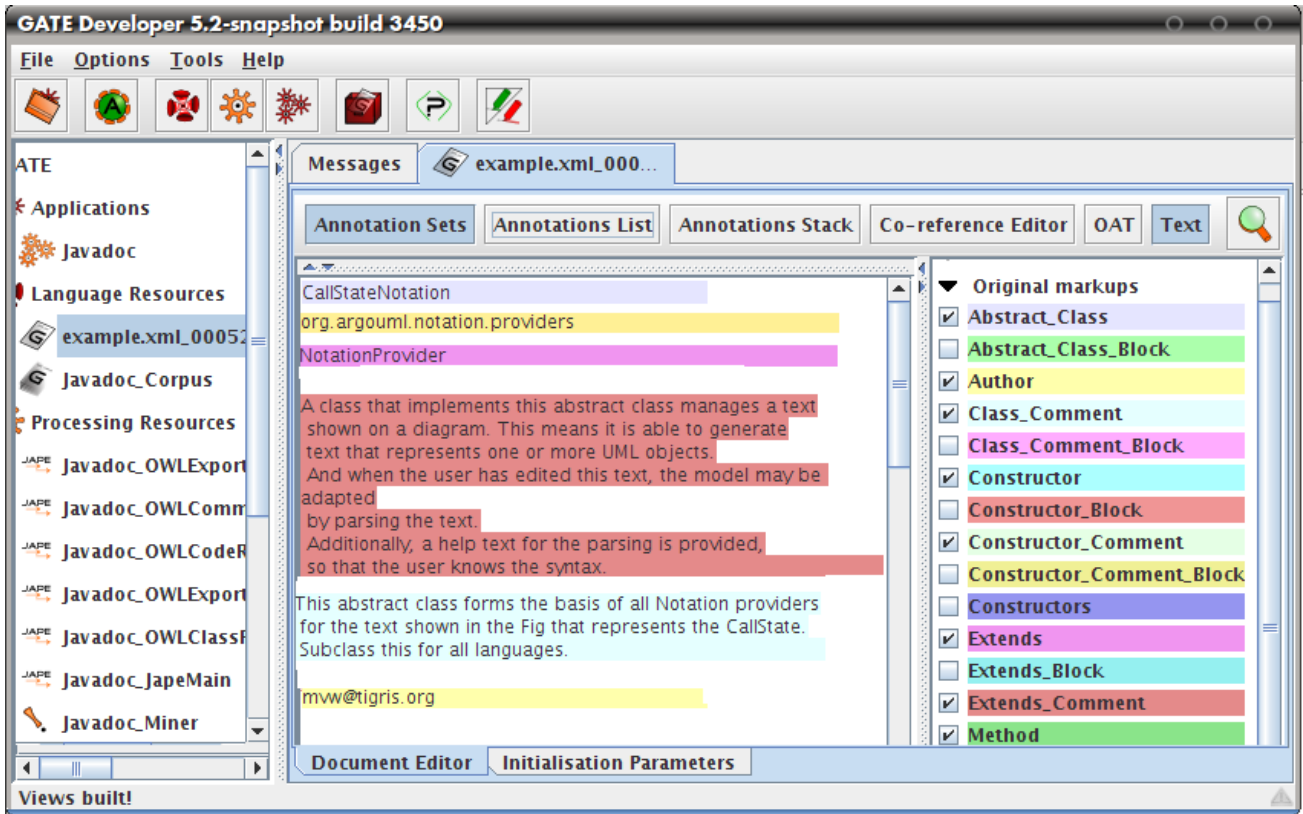 GATE Developer 5.2-snapshot build 3450
File Options Tools Help
ATE
Applications
Javadoc
Language Resources
example.xml_00052
Javadoc_Corpus
Processing Resources
JAPE Javadoc_OWLExport
JAPE Javadoc_OWLComm
JAPE Javadoc_OWLCodeR
JAPE Javadoc_OWLExport
JAPE Javadoc_OWLClassF
JAPE Javadoc_JapeMain
Javadoc_Miner
Messages
example.xml_000...
Annotation Sets
Annotations List
Annotations Stack
Co-reference Editor
OAT
Text
CallStateNotation
org.argouml.notation.providers
NotationProvider
A class that implements this abstract class manages a text
shown on a diagram. This means it is able to generate
text that represents one or more UML objects.
And when the user has edited this text, the model may be
adapted
by parsing the text.
Additionally, a help text for the parsing is provided,
so that the user knows the syntax.
This abstract class forms the basis of all Notation providers
for the text shown in the Fig that represents the CallState.
Subclass this for all languages.
mvw@tigris.org
Original markups
Abstract_Class
Abstract_Class_Block
Author
Class_Comment
Class_Comment_Block
Constructor
Constructor_Block
Constructor_Comment
Constructor_Comment_Block
Constructors
Extends
Extends_Block
Extends_Comment
Method
Document Editor
Initialisation Parameters
Views built!